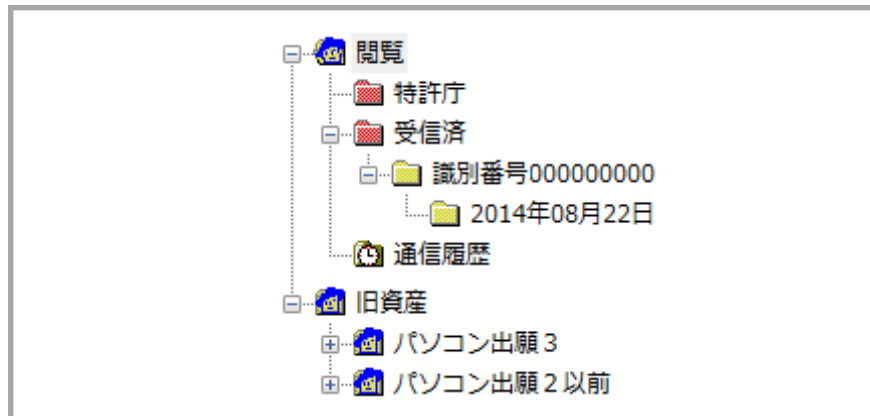 閲覧
特許庁
受信済
識別番号000000000
2014年08月22日
通信履歴
旧資産
パソコン出願３
パソコン出願２以前